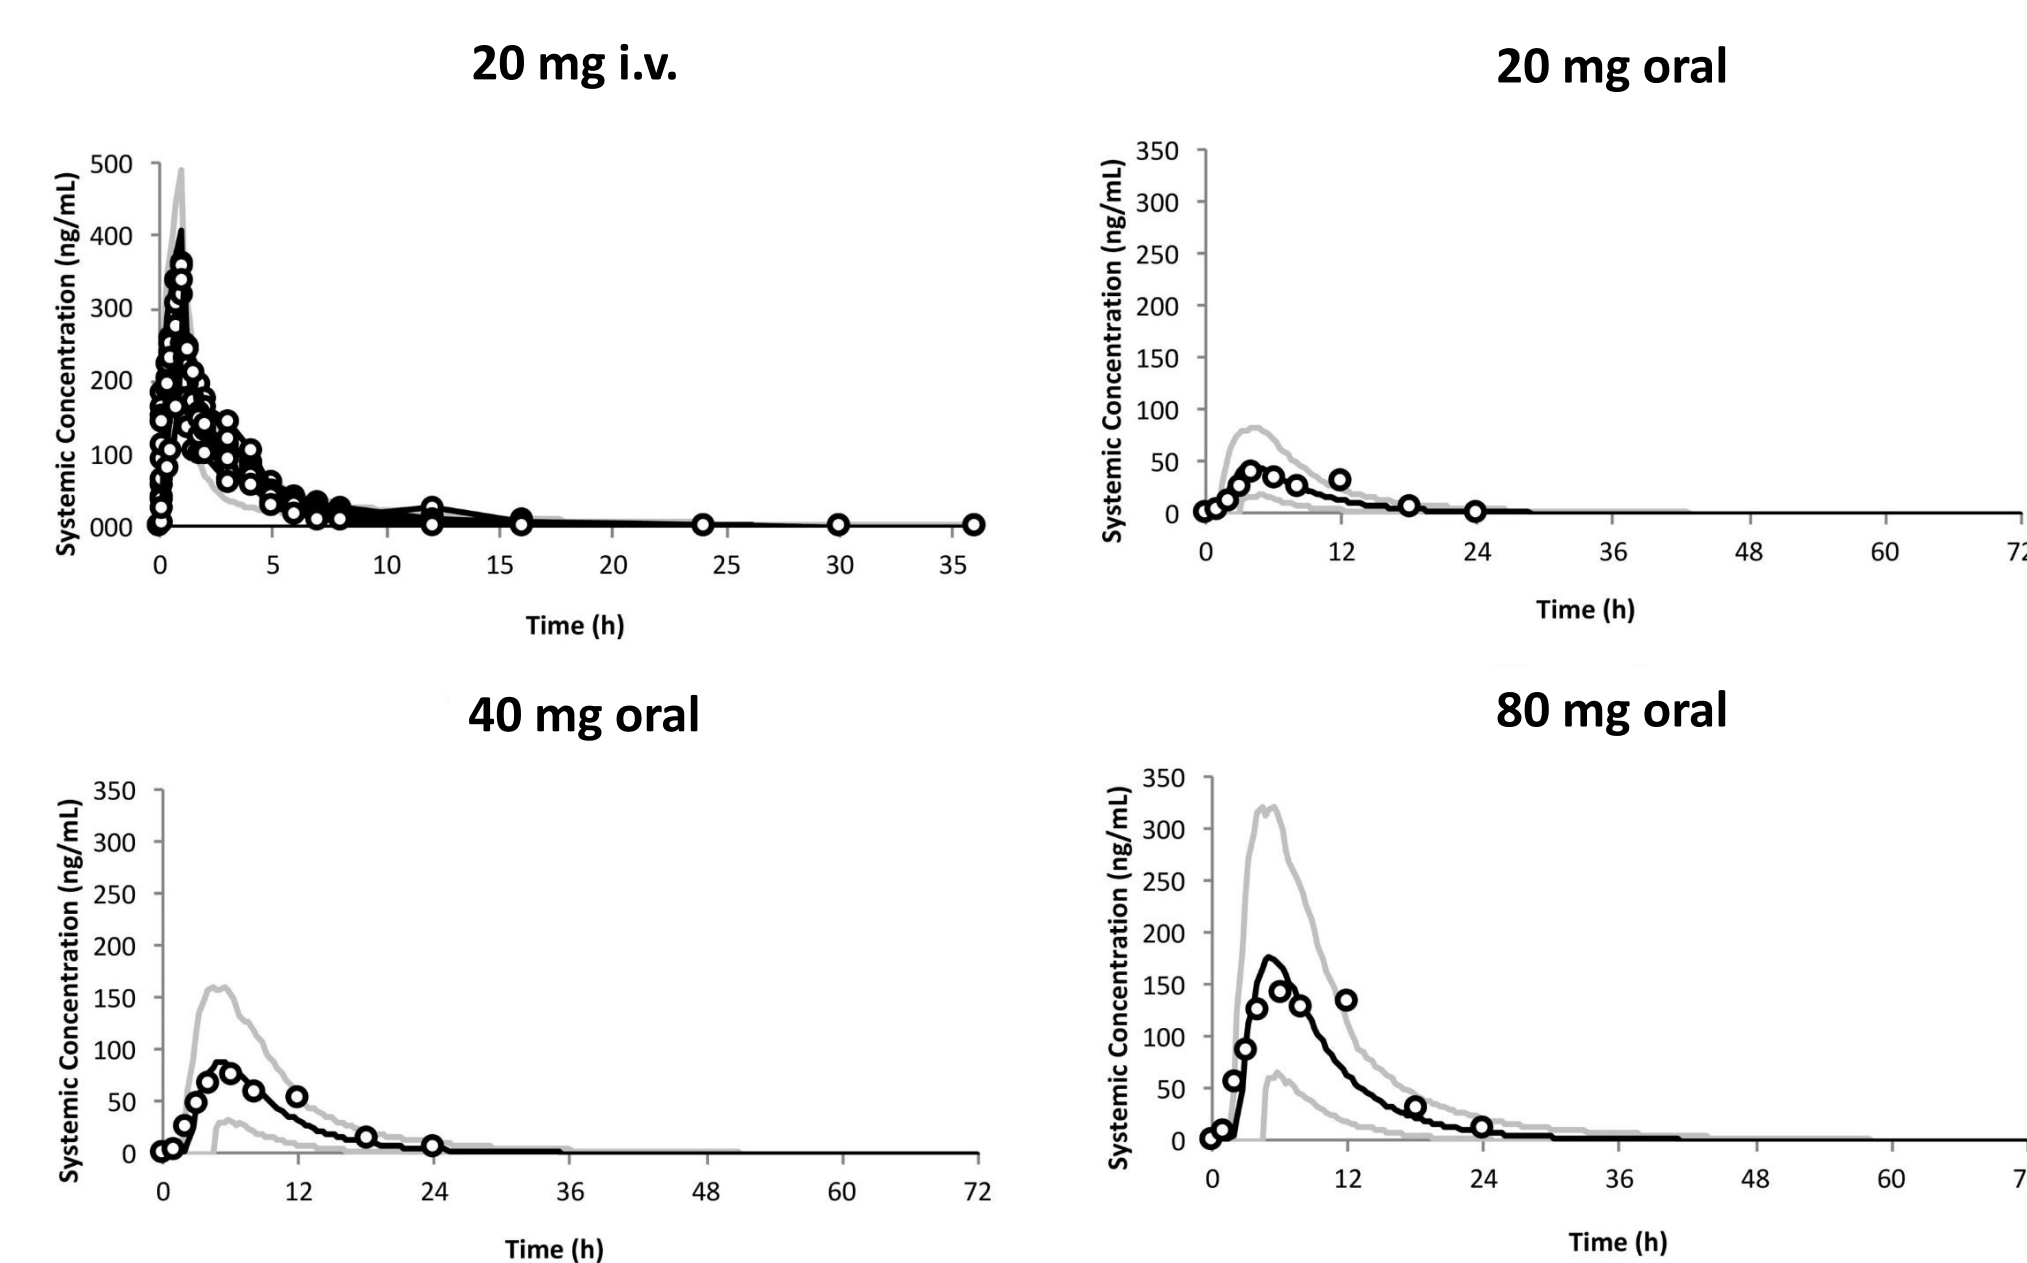 20 mg i.v.
Systemic Concentration (ng/mL)
500
400
300
200
100
000
0 5 10 15 20 25 30 35
Time (h)
20 mg oral
Systemic Concentration (ng/mL)
350
300
250
200
150
100
50
0
0 12 24 36 48 60 72
Time (h)
40 mg oral
Systemic Concentration (ng/mL)
350
300
250
200
150
100
50
0
0 12 24 36 48 60 72
Time (h)
80 mg oral
Systemic Concentration (ng/mL)
350
300
250
200
150
100
50
0
0 12 24 36 48 60 7
Time (h)